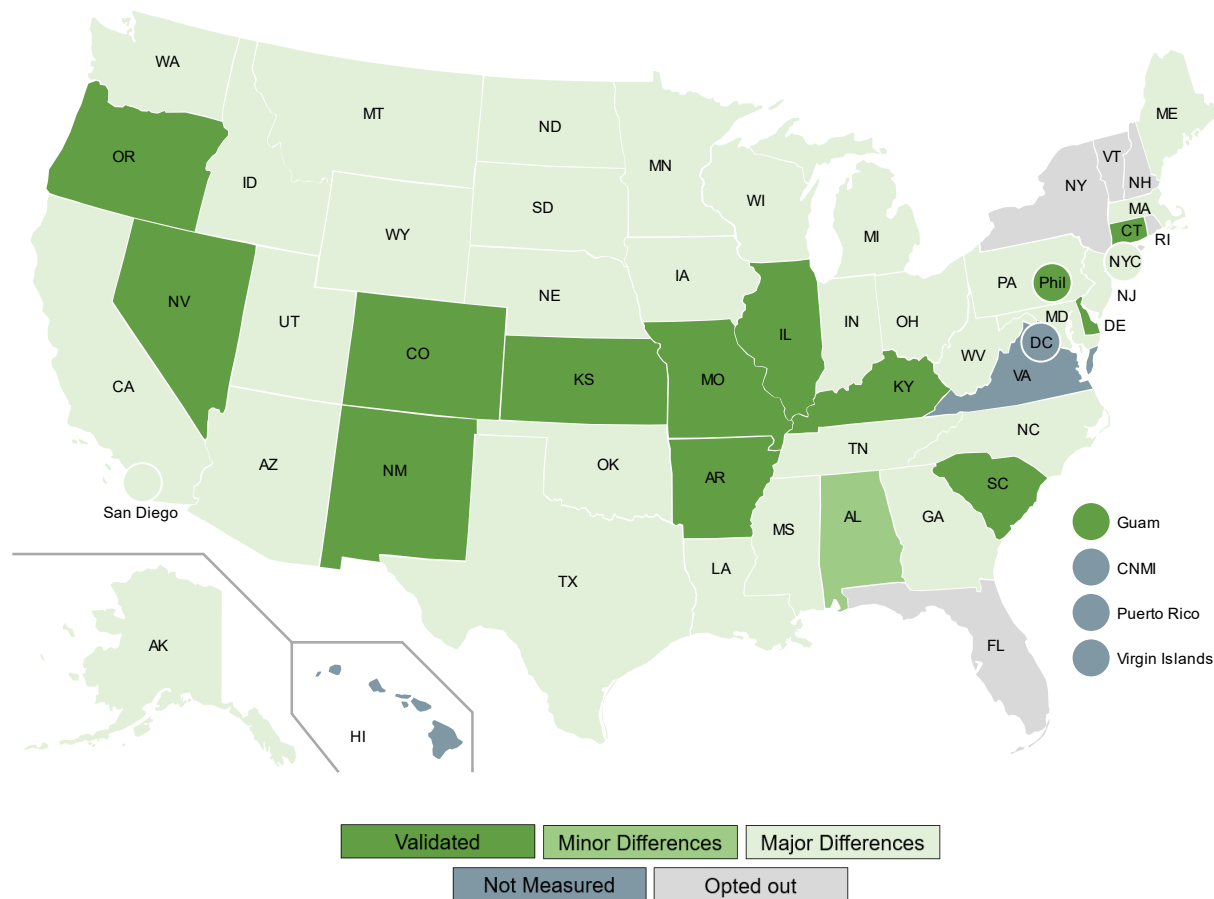 WA
ME
MT
ND
OR
MN
VT
ID
NH
NY
WI
SD
MA
CT
WY
MI
RI
NYC
IA
PA
Phil
NE
NJ
NV
MD
DE
UT
IN
OH
IL
DC
CO
WV
VA
KS
MO
KY
CA
NC
TN
AZ
OK
NM
AR
SC
San Diego
AL
GA
MS
Guam
LA
CNMI
TX
Puerto Rico
FL
AK
Virgin Islands
HI
Validated
Minor Differences
Major Differences
Not Measured
Opted out